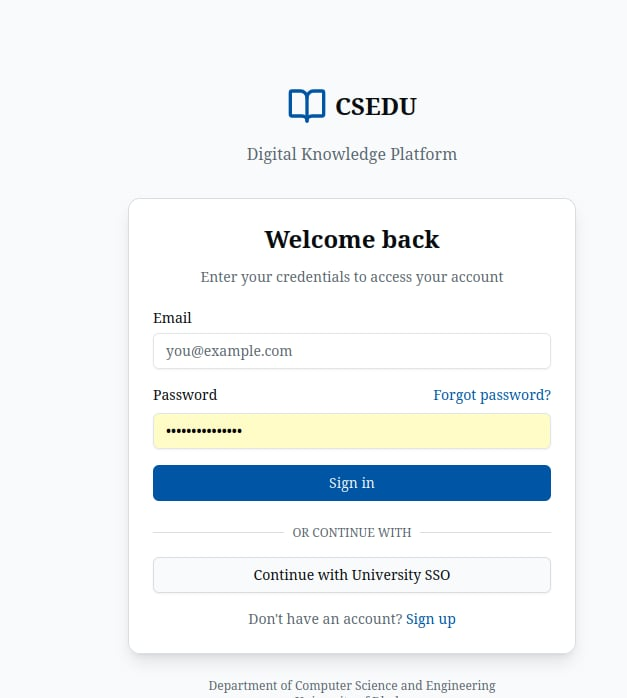 CSEDU
Digital Knowledge Platform
Welcome back
Enter your credentials to access your account
Email
you@example.com
Password Forgot password?
•••••••••••••••
Sign in
OR CONTINUE WITH
Continue with University SSO
Don't have an account? Sign up
Department of Computer Science and Engineering